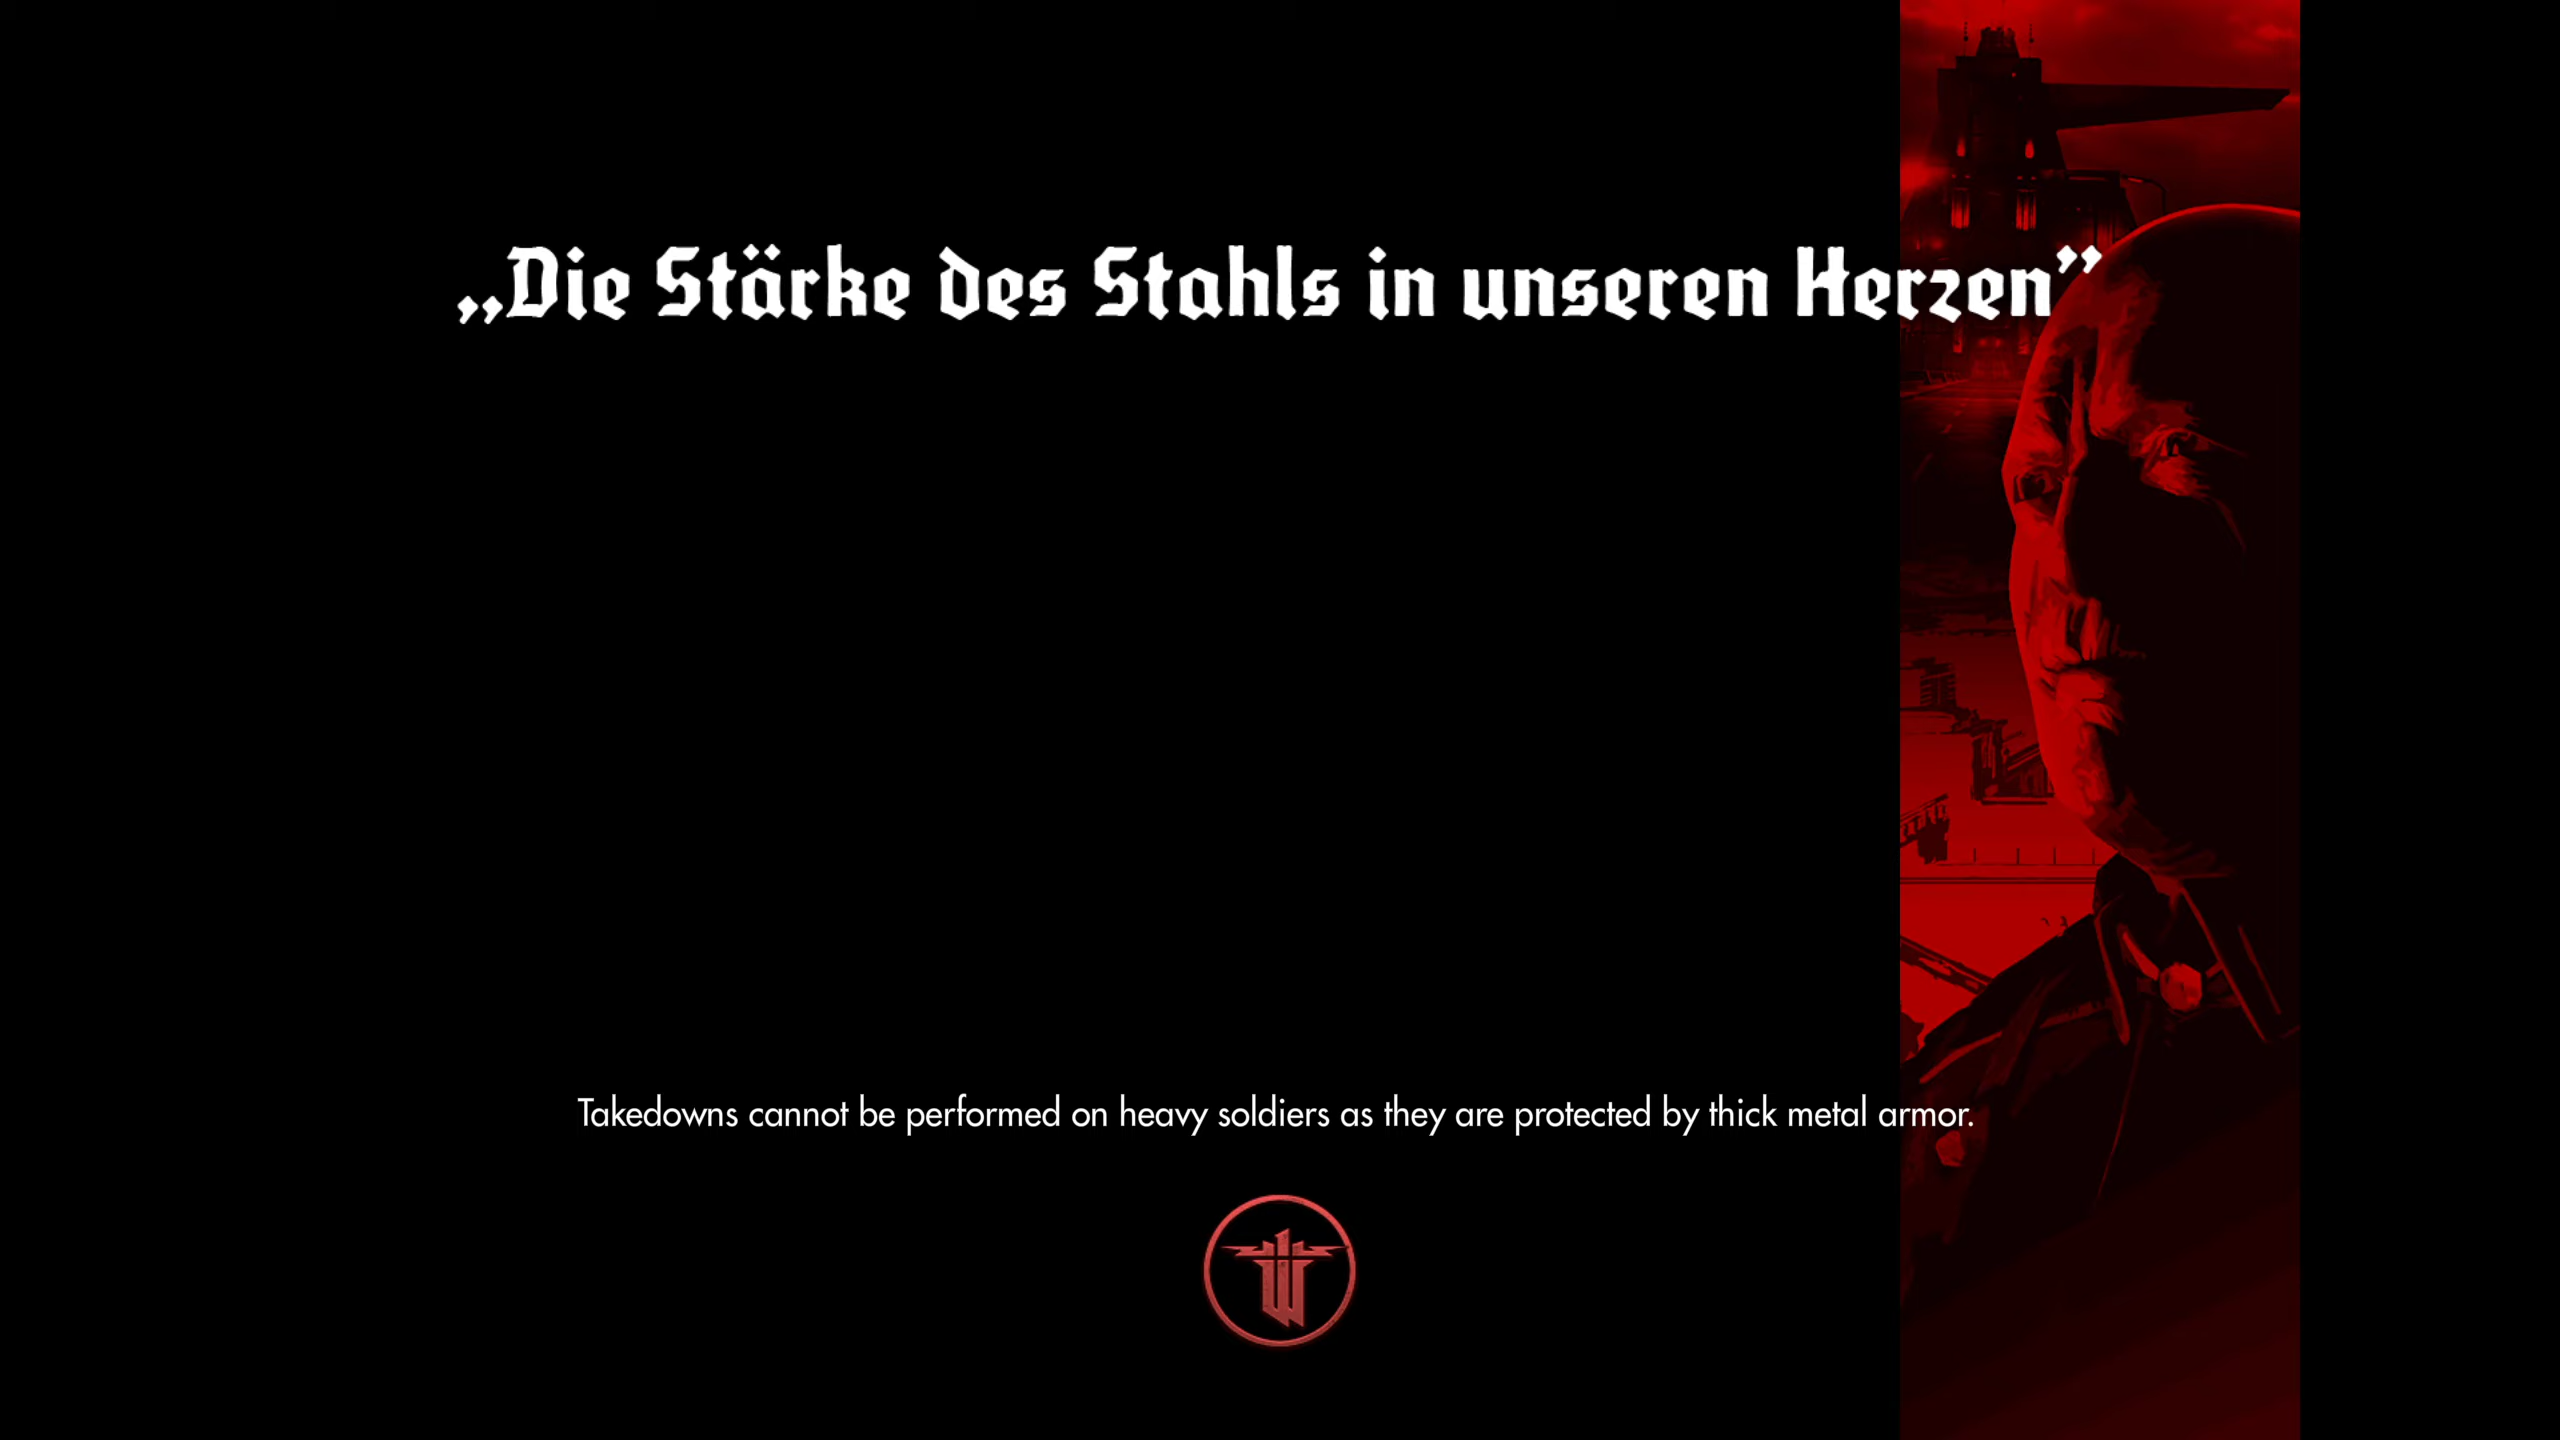 „Die Stärke des Stahls in unseren Herzen”
Takedowns cannot be performed on heavy soldiers as they are protected by thick metal armor.